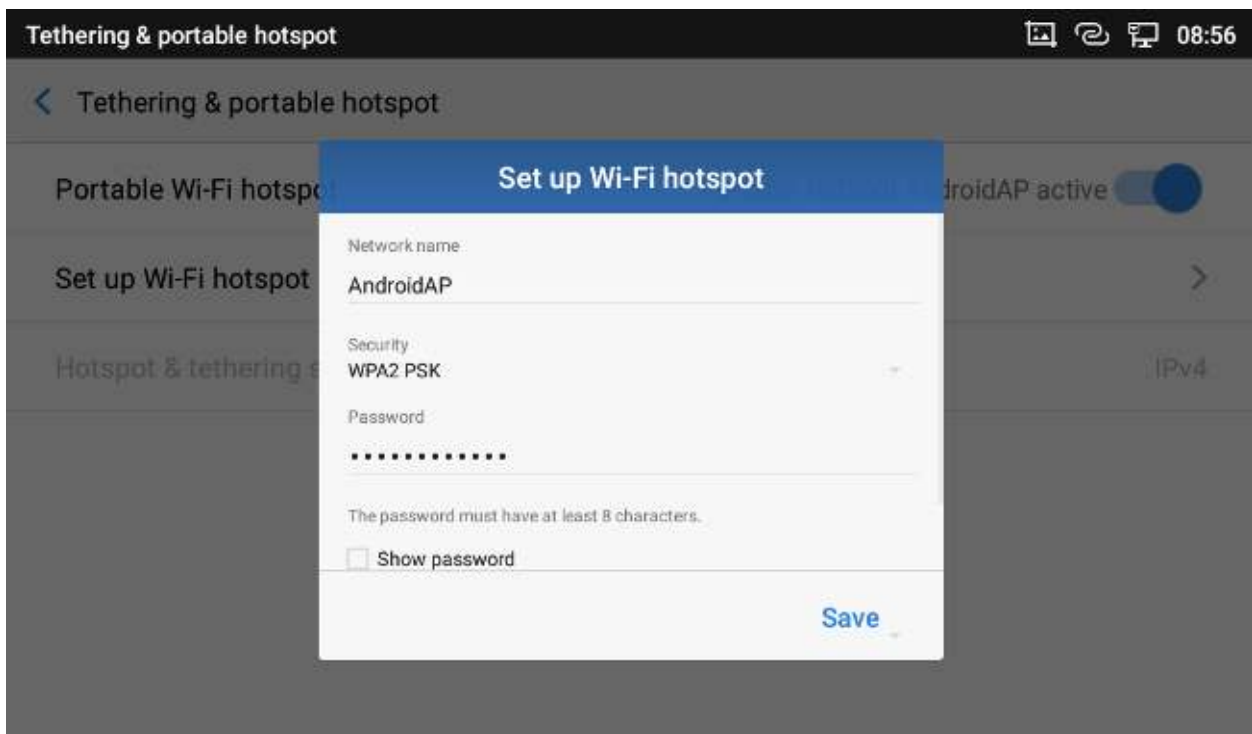 Tethering & portable hotspot 08:56
Tethering & portable hotspot
Set up Wi-Fi hotspot
Portable Wi-Fi hotspot AndroidAP active
Network name
AndroidAP
Set up Wi-Fi hotspot
Security
WPA2 PSK
Hotspot & tethering IPv4
Password
••••••••••••
The password must have at least 8 characters.
Show password
Save